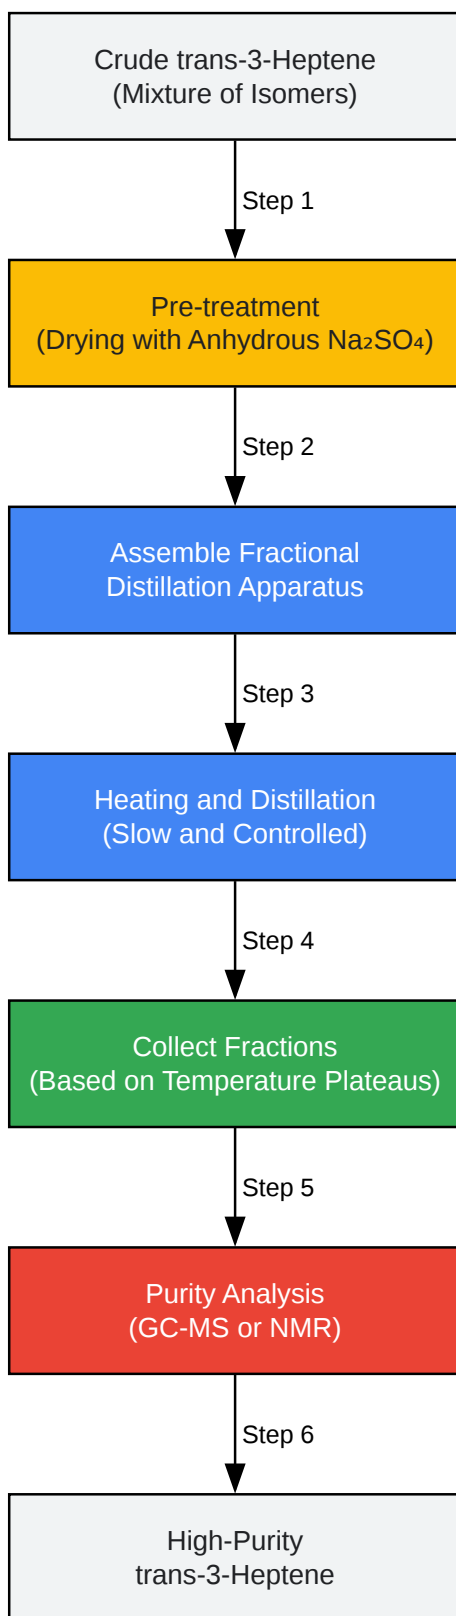 Crude trans-3-Heptene
(Mixture of Isomers)
Step 1
Pre-treatment
(Drying with Anhydrous Na₂SO₄)
Step 2
Assemble Fractional
Distillation Apparatus
Step 3
Heating and Distillation
(Slow and Controlled)
Step 4
Collect Fractions
(Based on Temperature Plateaus)
Step 5
Purity Analysis
(GC-MS or NMR)
Step 6
High-Purity
trans-3-Heptene